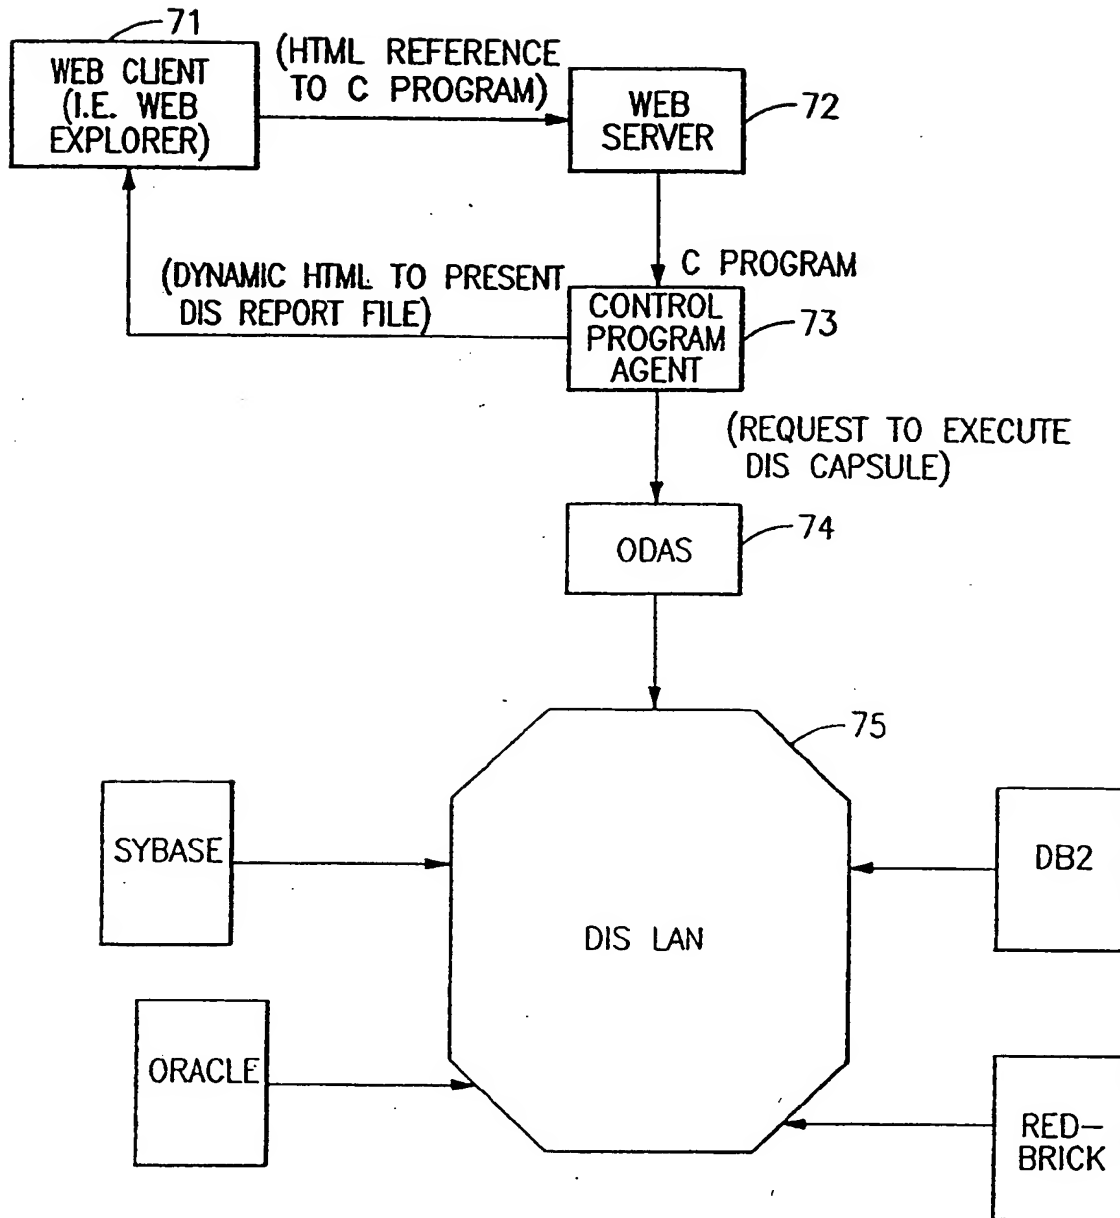 71
WEB CLIENT
(I.E. WEB
EXPLORER)
(HTML REFERENCE
TO C PROGRAM)
WEB
SERVER
72
(DYNAMIC HTML TO PRESENT
DIS REPORT FILE)
C PROGRAM
CONTROL
PROGRAM
AGENT
73
(REQUEST TO EXECUTE
DIS CAPSULE)
ODAS
74
75
SYBASE
DB2
DIS LAN
ORACLE
RED-
BRICK